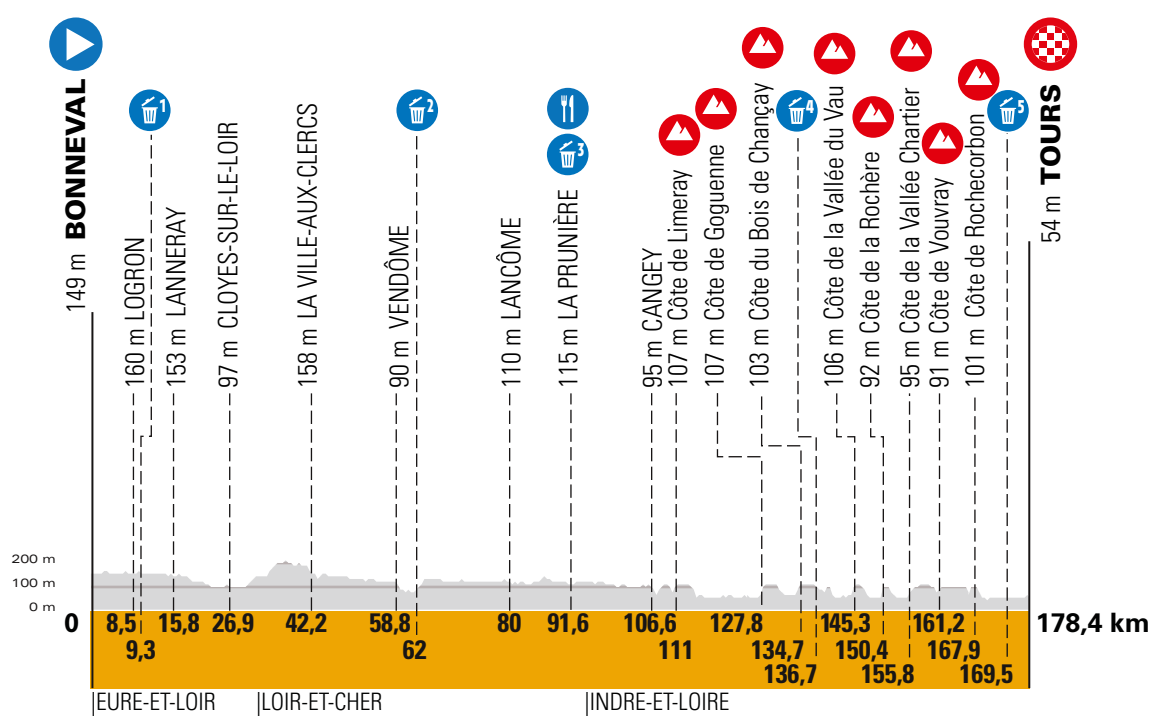 149 m BONNEVAL
160 m LOGRON
1
153 m LANNERAY
97 m CLOYES-SUR-LE-LOIR
158 m LA VILLE-AUX-CLERCS
90 m VENDÔME
2
110 m LANCÔME
3
115 m LA PRUNIÈRE
95 m CANGEY
107 m Côte de Limeray
107 m Côte de Goguenne
103 m Côte du Bois de Chançay
4
106 m Côte de la Vallée du Vau
92 m Côte de la Rochère
95 m Côte de la Vallée Chartier
91 m Côte de Vouvray
101 m Côte de Rochecorbon
5
54 m TOURS
200 m
100 m
0 m
0 8,5 15,8 26,9 42,2 58,8 80 91,6 106,6 127,8 145,3 161,2 178,4 km
9,3 62 111 134,7 150,4 167,9
136,7 155,8 169,5
EURE-ET-LOIR LOIR-ET-CHER INDRE-ET-LOIRE